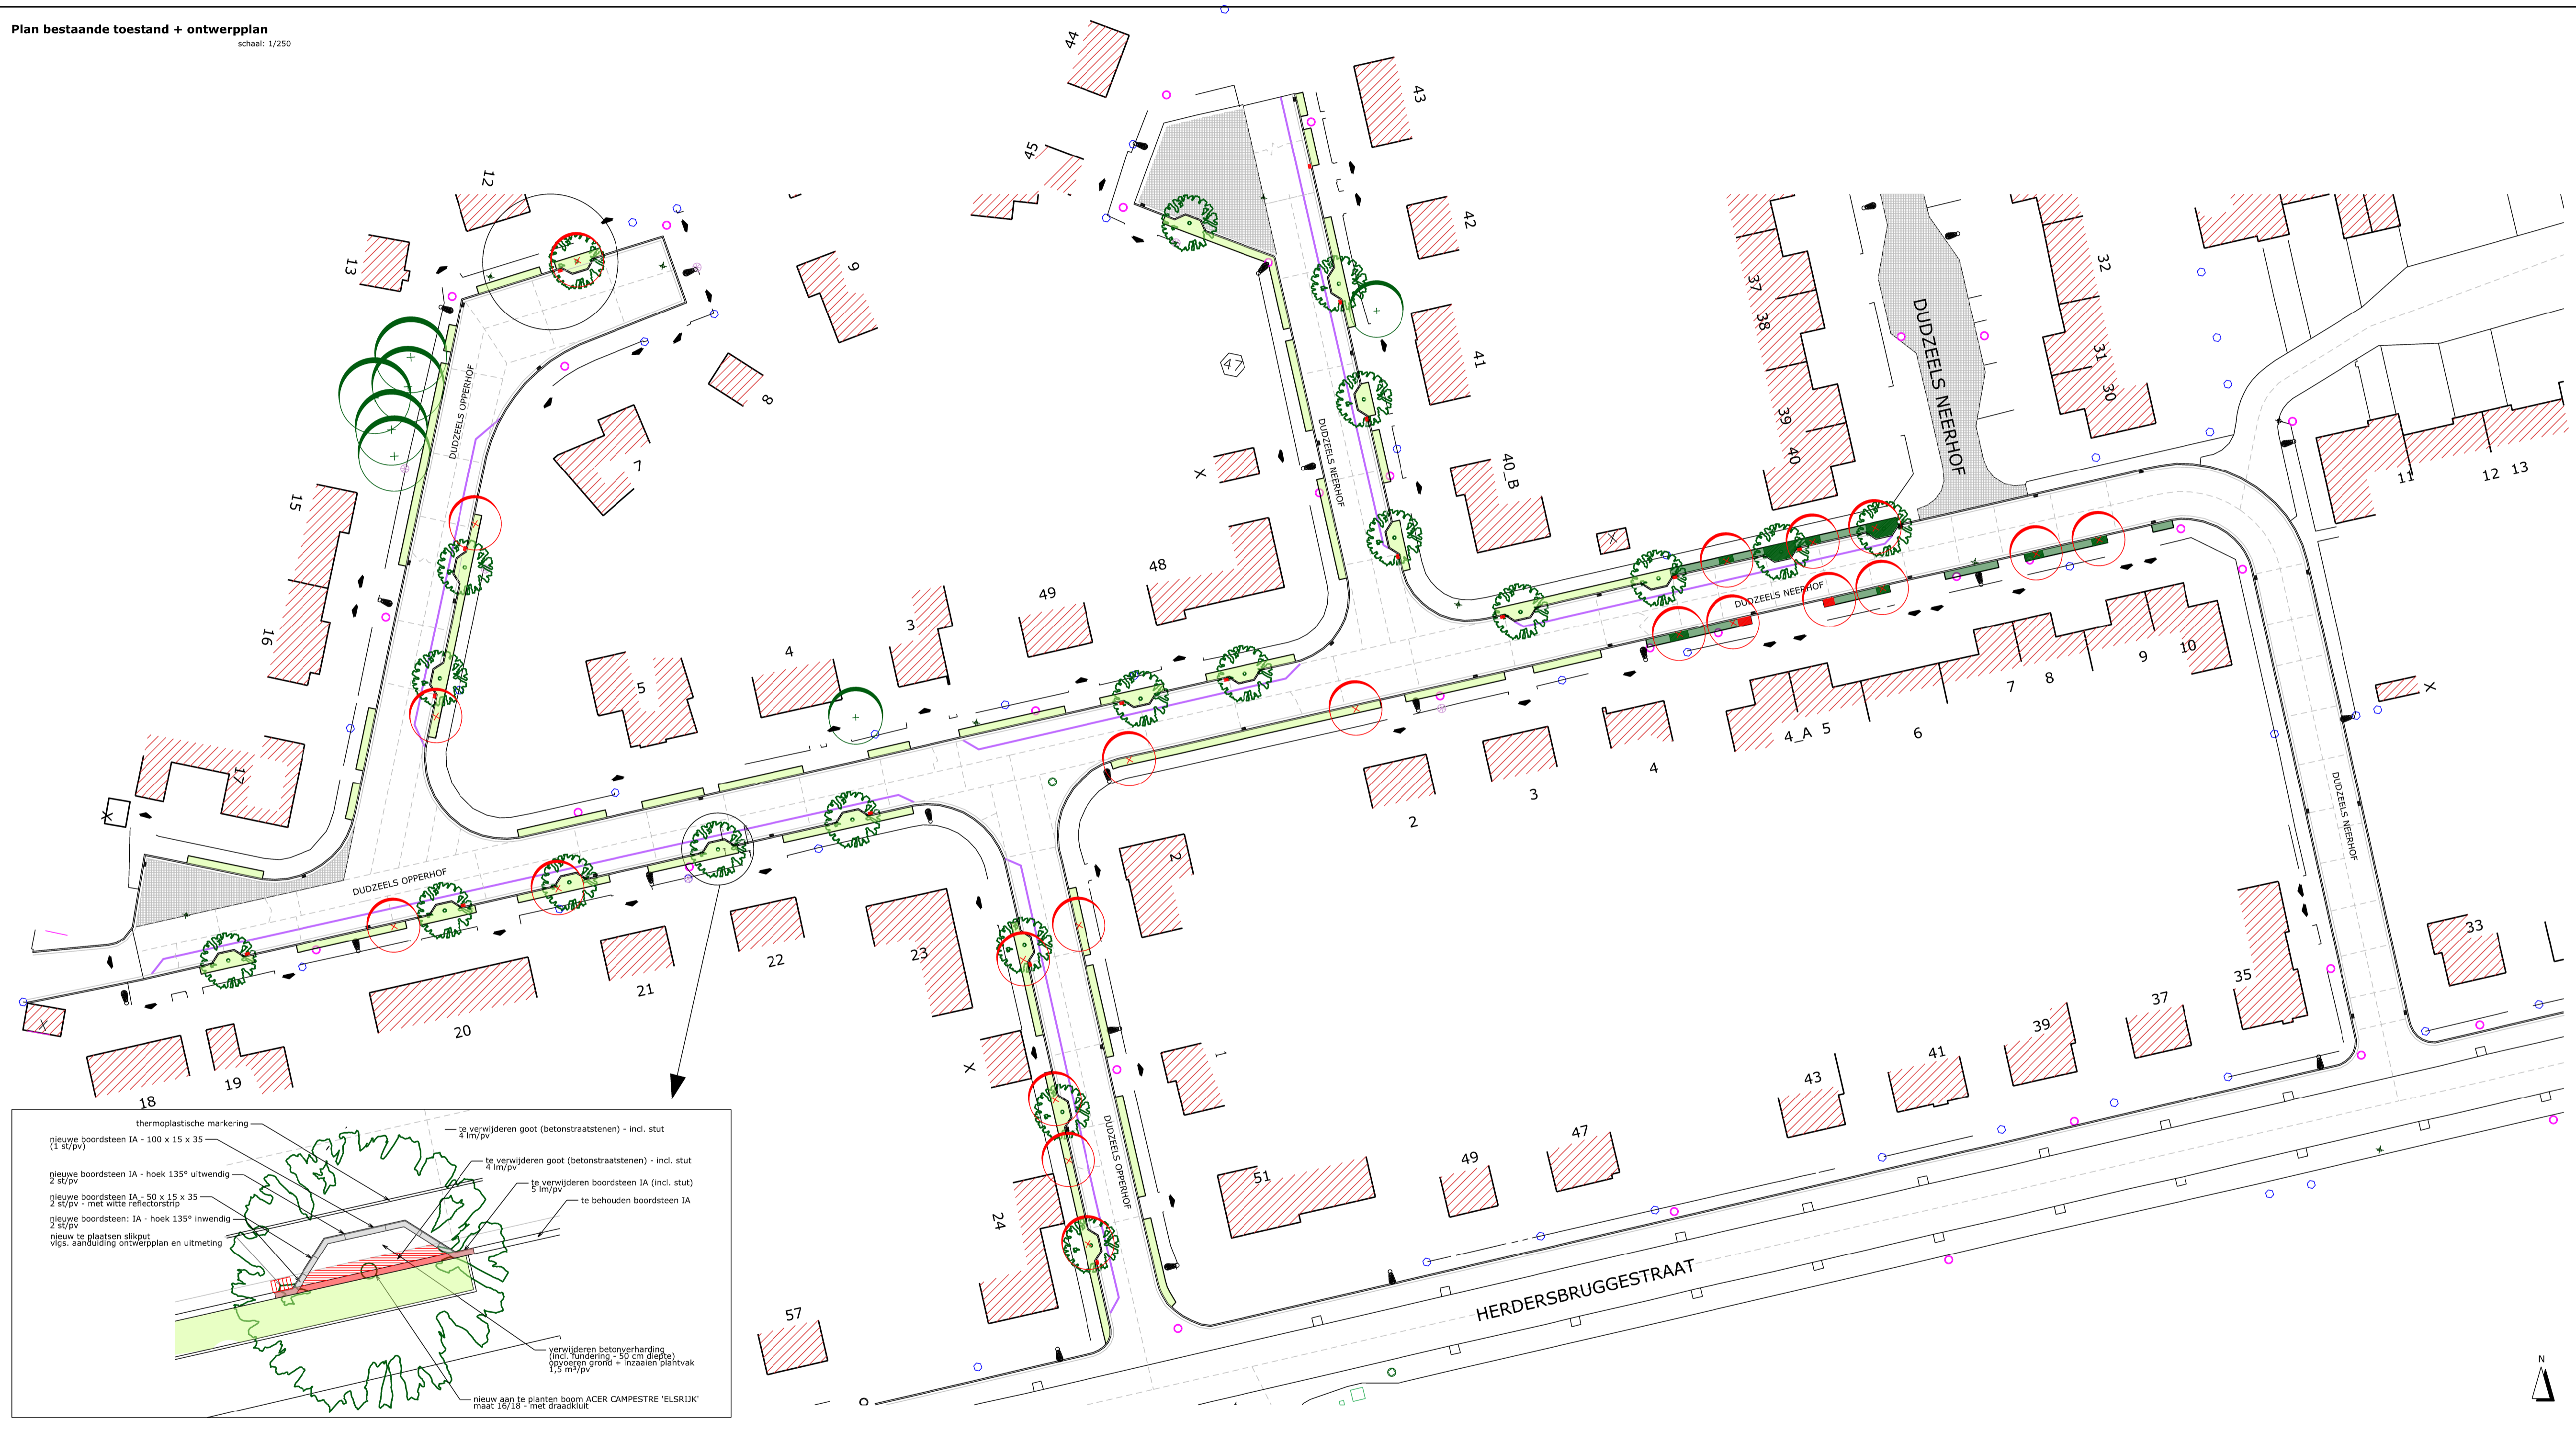 Plan bestaande toestand + ontwerpplan
schaal: 1/250
44
43
45
12
42
13
9
47
41
8
7
37
38
39
40
32
31
30
DUDZEELS NEERHOF
DUDZEELS OPPERHOF
DUDZEELS NEERHOF
40_B
X
X
11
12
13
15
16
48
49
3
4
5
DUDZEELS NEERHOF
10
9
8
7
6
5
4_A
4
3
2
X
17
X
DUDZEELS OPPERHOF
2
DUDZEELS NEERHOF
23
22
21
20
19
18
X
X
1
24
DUDZEELS OPPERHOF
33
35
37
39
41
43
47
49
51
57
HERDERSBRUGGESTRAAT
N
thermoplastische markering
nieuwe boordsteen IA - 100 x 15 x 35
(1 st/pv)
nieuwe boordsteen IA - hoek 135° uitwendig
2 st/pv
nieuwe boordsteen IA - 50 x 15 x 35
2 st/pv - met witte reflectorstrip
nieuwe boordsteen: IA - hoek 135° inwendig
2 st/pv
nieuw te plaatsen slikput
vlgs. aanduiding ontwerpplan en uitmeting
te verwijderen goot (betonstraatstenen) - incl. stut
4 lm/pv
te verwijderen goot (betonstraatstenen) - incl. stut
4 lm/pv
te verwijderen boordsteen IA (incl. stut)
5 lm/pv
te behouden boordsteen IA
verwijderen betonverharding
(incl. fundering - 50 cm diepte)
opvoeren grond + inzaaien plantvak
1,5 m³/pv
nieuw aan te planten boom ACER CAMPESTRE 'ELSRIJK'
maat 16/18 - met draadkluit